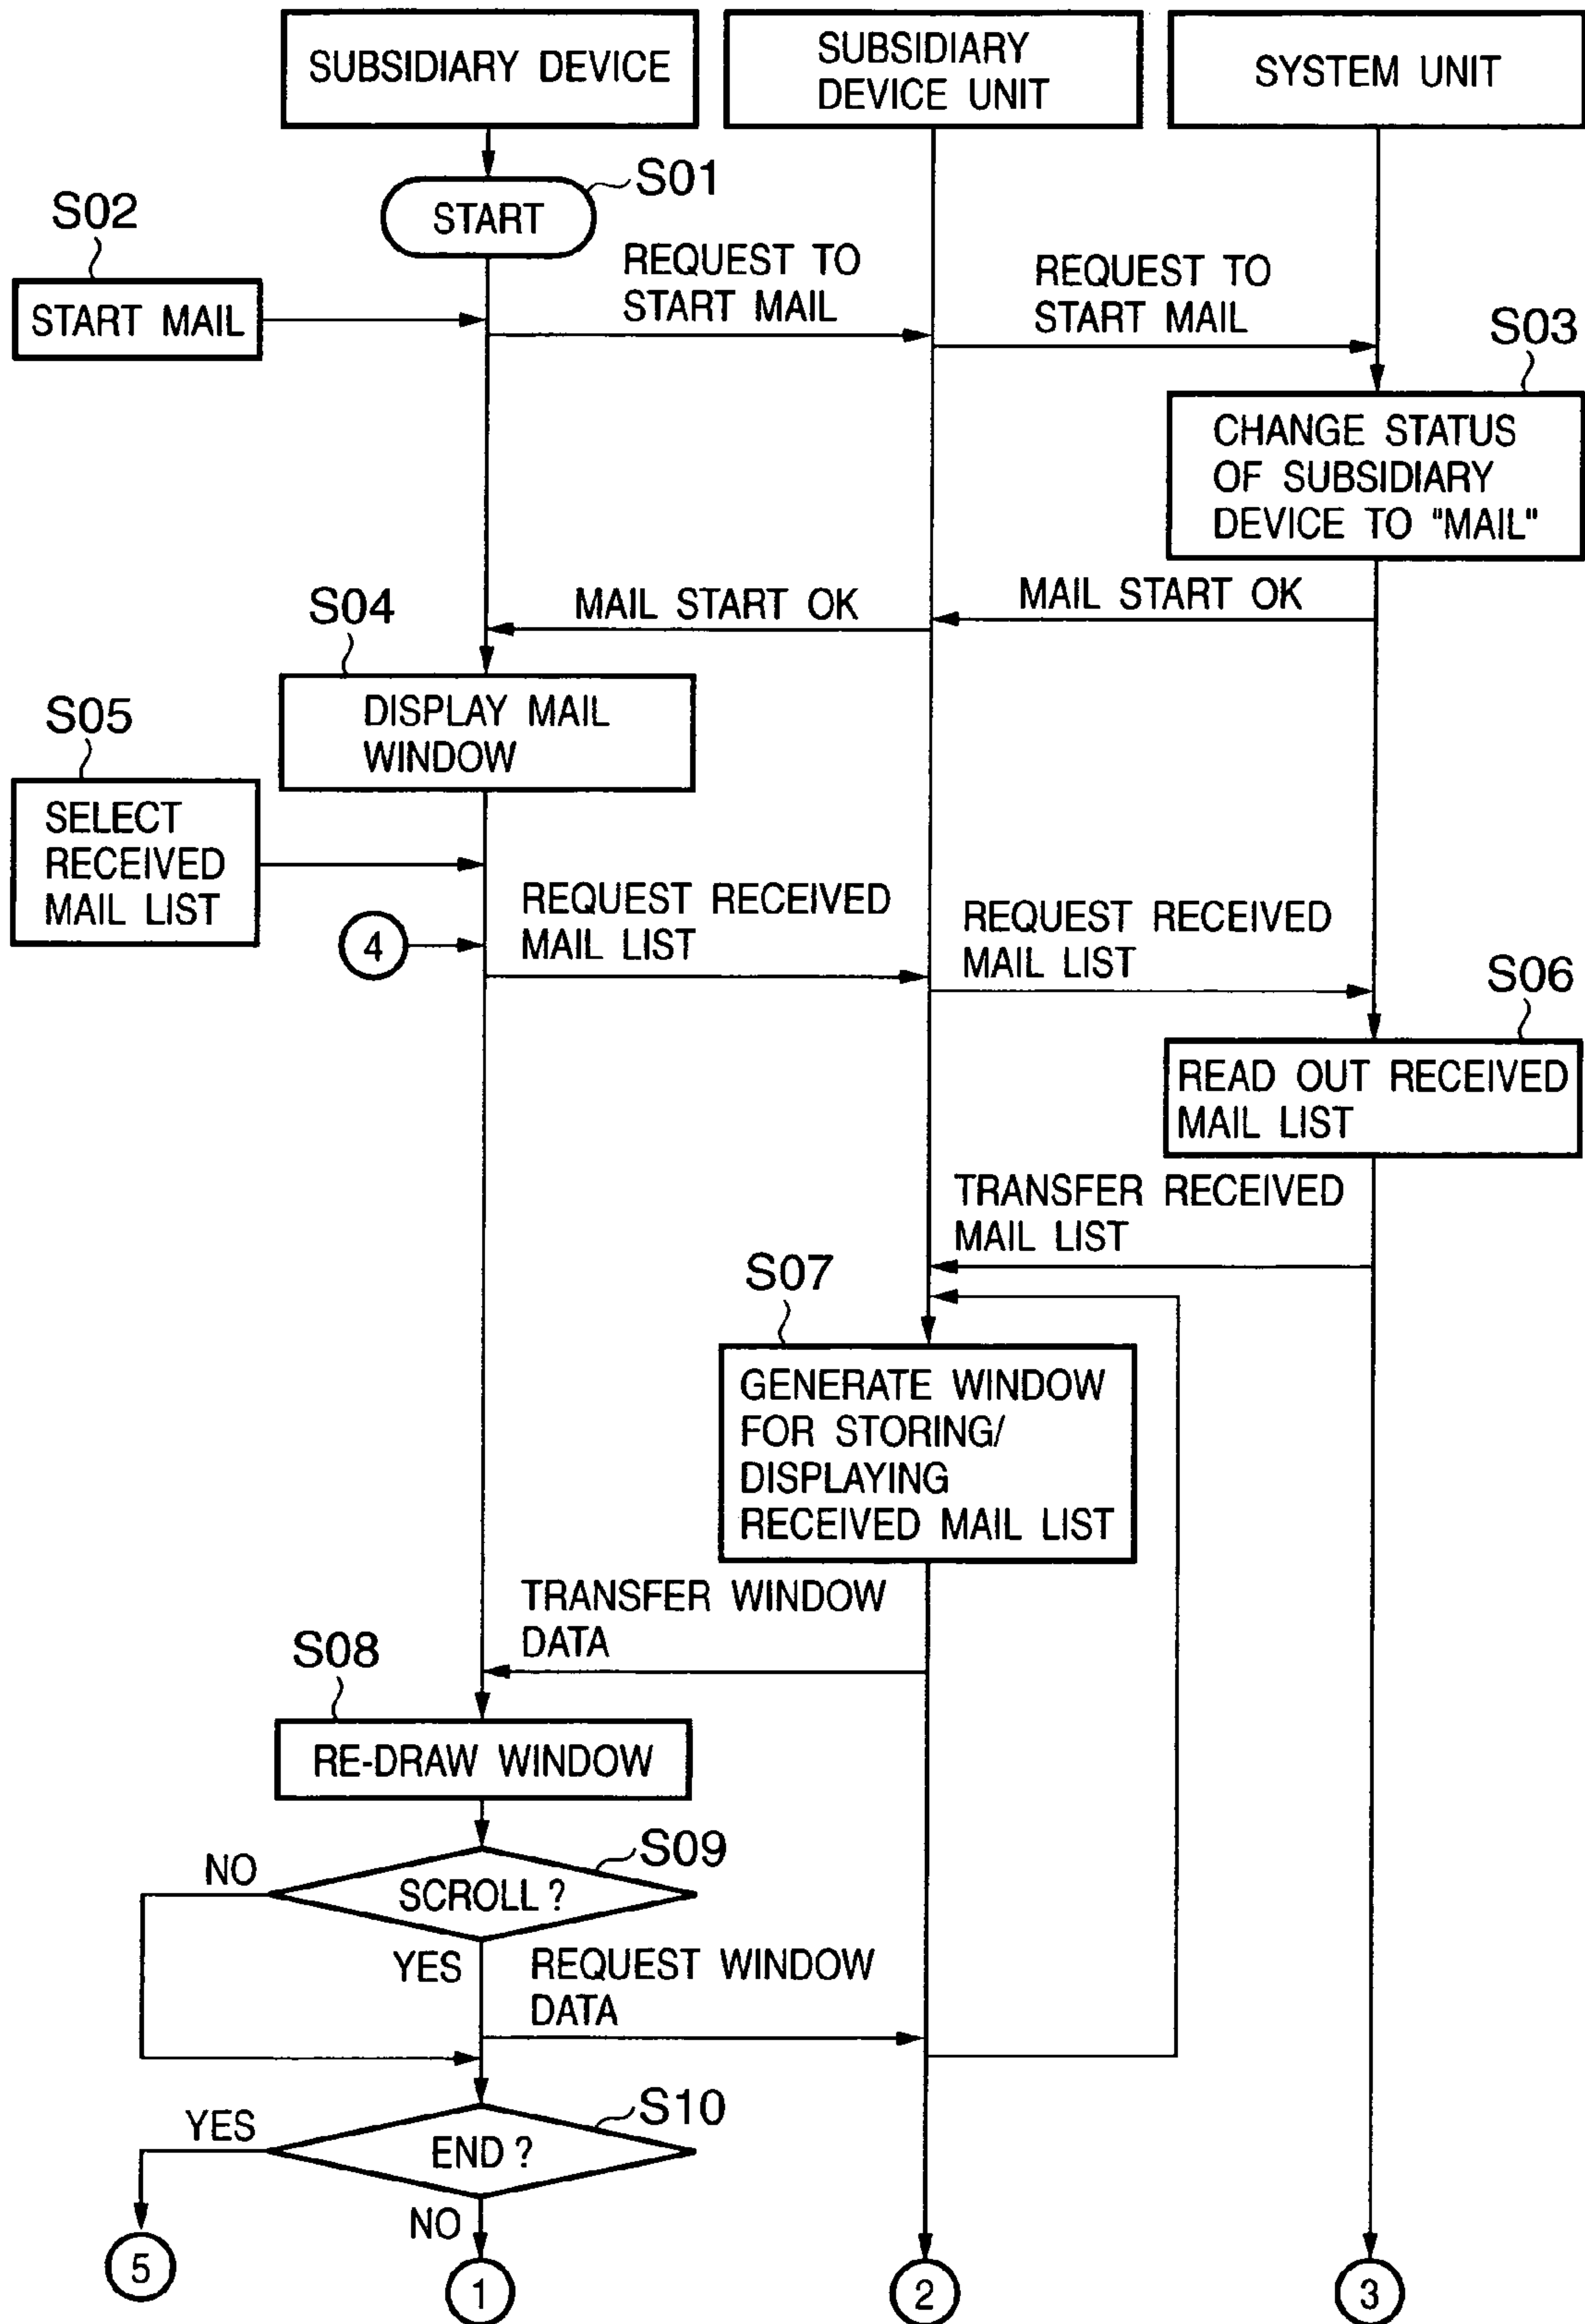 SUBSIDIARY DEVICE
SUBSIDIARY
DEVICE UNIT
SYSTEM UNIT
S01
START
S02
START MAIL
REQUEST TO
START MAIL
REQUEST TO
START MAIL
S03
CHANGE STATUS
OF SUBSIDIARY
DEVICE TO "MAIL"
MAIL START OK
MAIL START OK
S04
DISPLAY MAIL
WINDOW
S05
SELECT
RECEIVED
MAIL LIST
4
REQUEST RECEIVED
MAIL LIST
REQUEST RECEIVED
MAIL LIST
S06
READ OUT RECEIVED
MAIL LIST
TRANSFER RECEIVED
MAIL LIST
S07
GENERATE WINDOW
FOR STORING/
DISPLAYING
RECEIVED MAIL LIST
TRANSFER WINDOW
DATA
S08
RE-DRAW WINDOW
S09
NO
SCROLL ?
YES
REQUEST WINDOW
DATA
S10
YES
END ?
NO
5
1
2
3